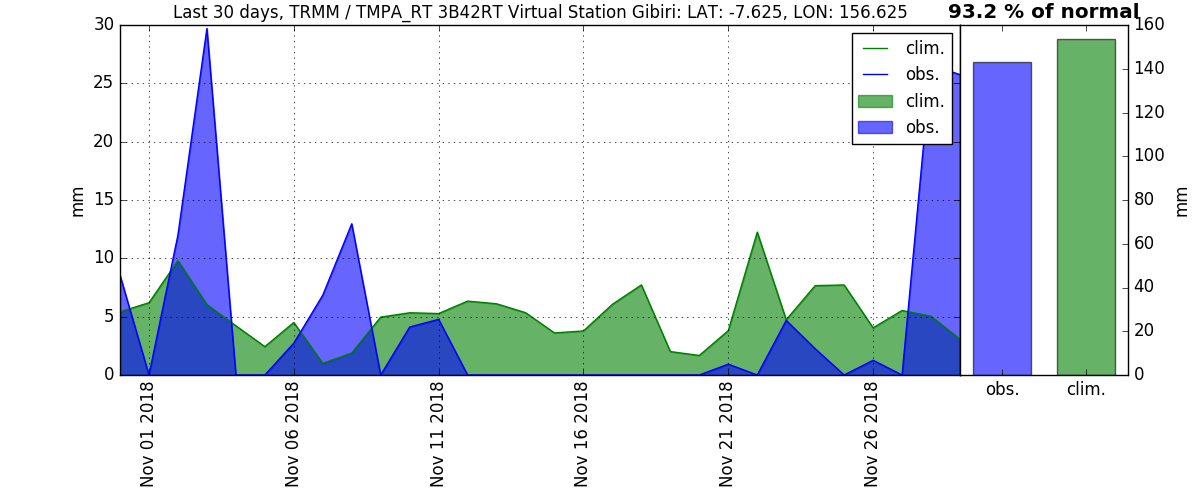 Last 30 days, TRMM / TMPA_RT 3B42RT Virtual Station Gibiri: LAT: -7.625, LON: 156.625
93.2 % of normal
30
25
20
15
10
5
0
mm
clim.
obs.
clim.
obs.
Nov 01 2018
Nov 06 2018
Nov 11 2018
Nov 16 2018
Nov 21 2018
Nov 26 2018
160
140
120
100
80
60
40
20
0
mm
obs.
clim.